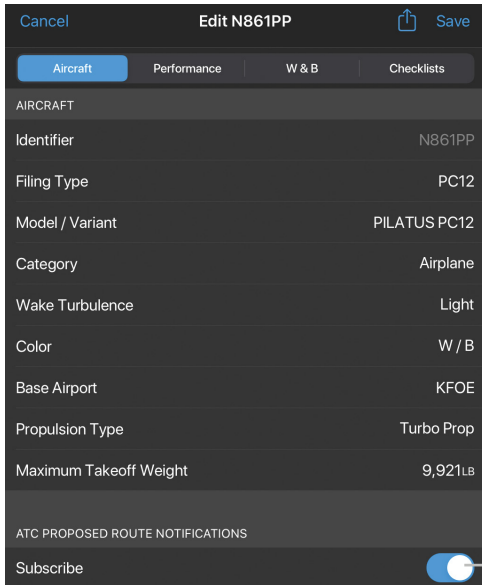 Cancel Edit N861PP Save
Aircraft Performance W & B Checklists
AIRCRAFT
Identifier N861PP
Filing Type PC12
Model / Variant PILATUS PC12
Category Airplane
Wake Turbulence Light
Color W / B
Base Airport KFOE
Propulsion Type Turbo Prop
Maximum Takeoff Weight 9,921LB
ATC PROPOSED ROUTE NOTIFICATIONS
Subscribe